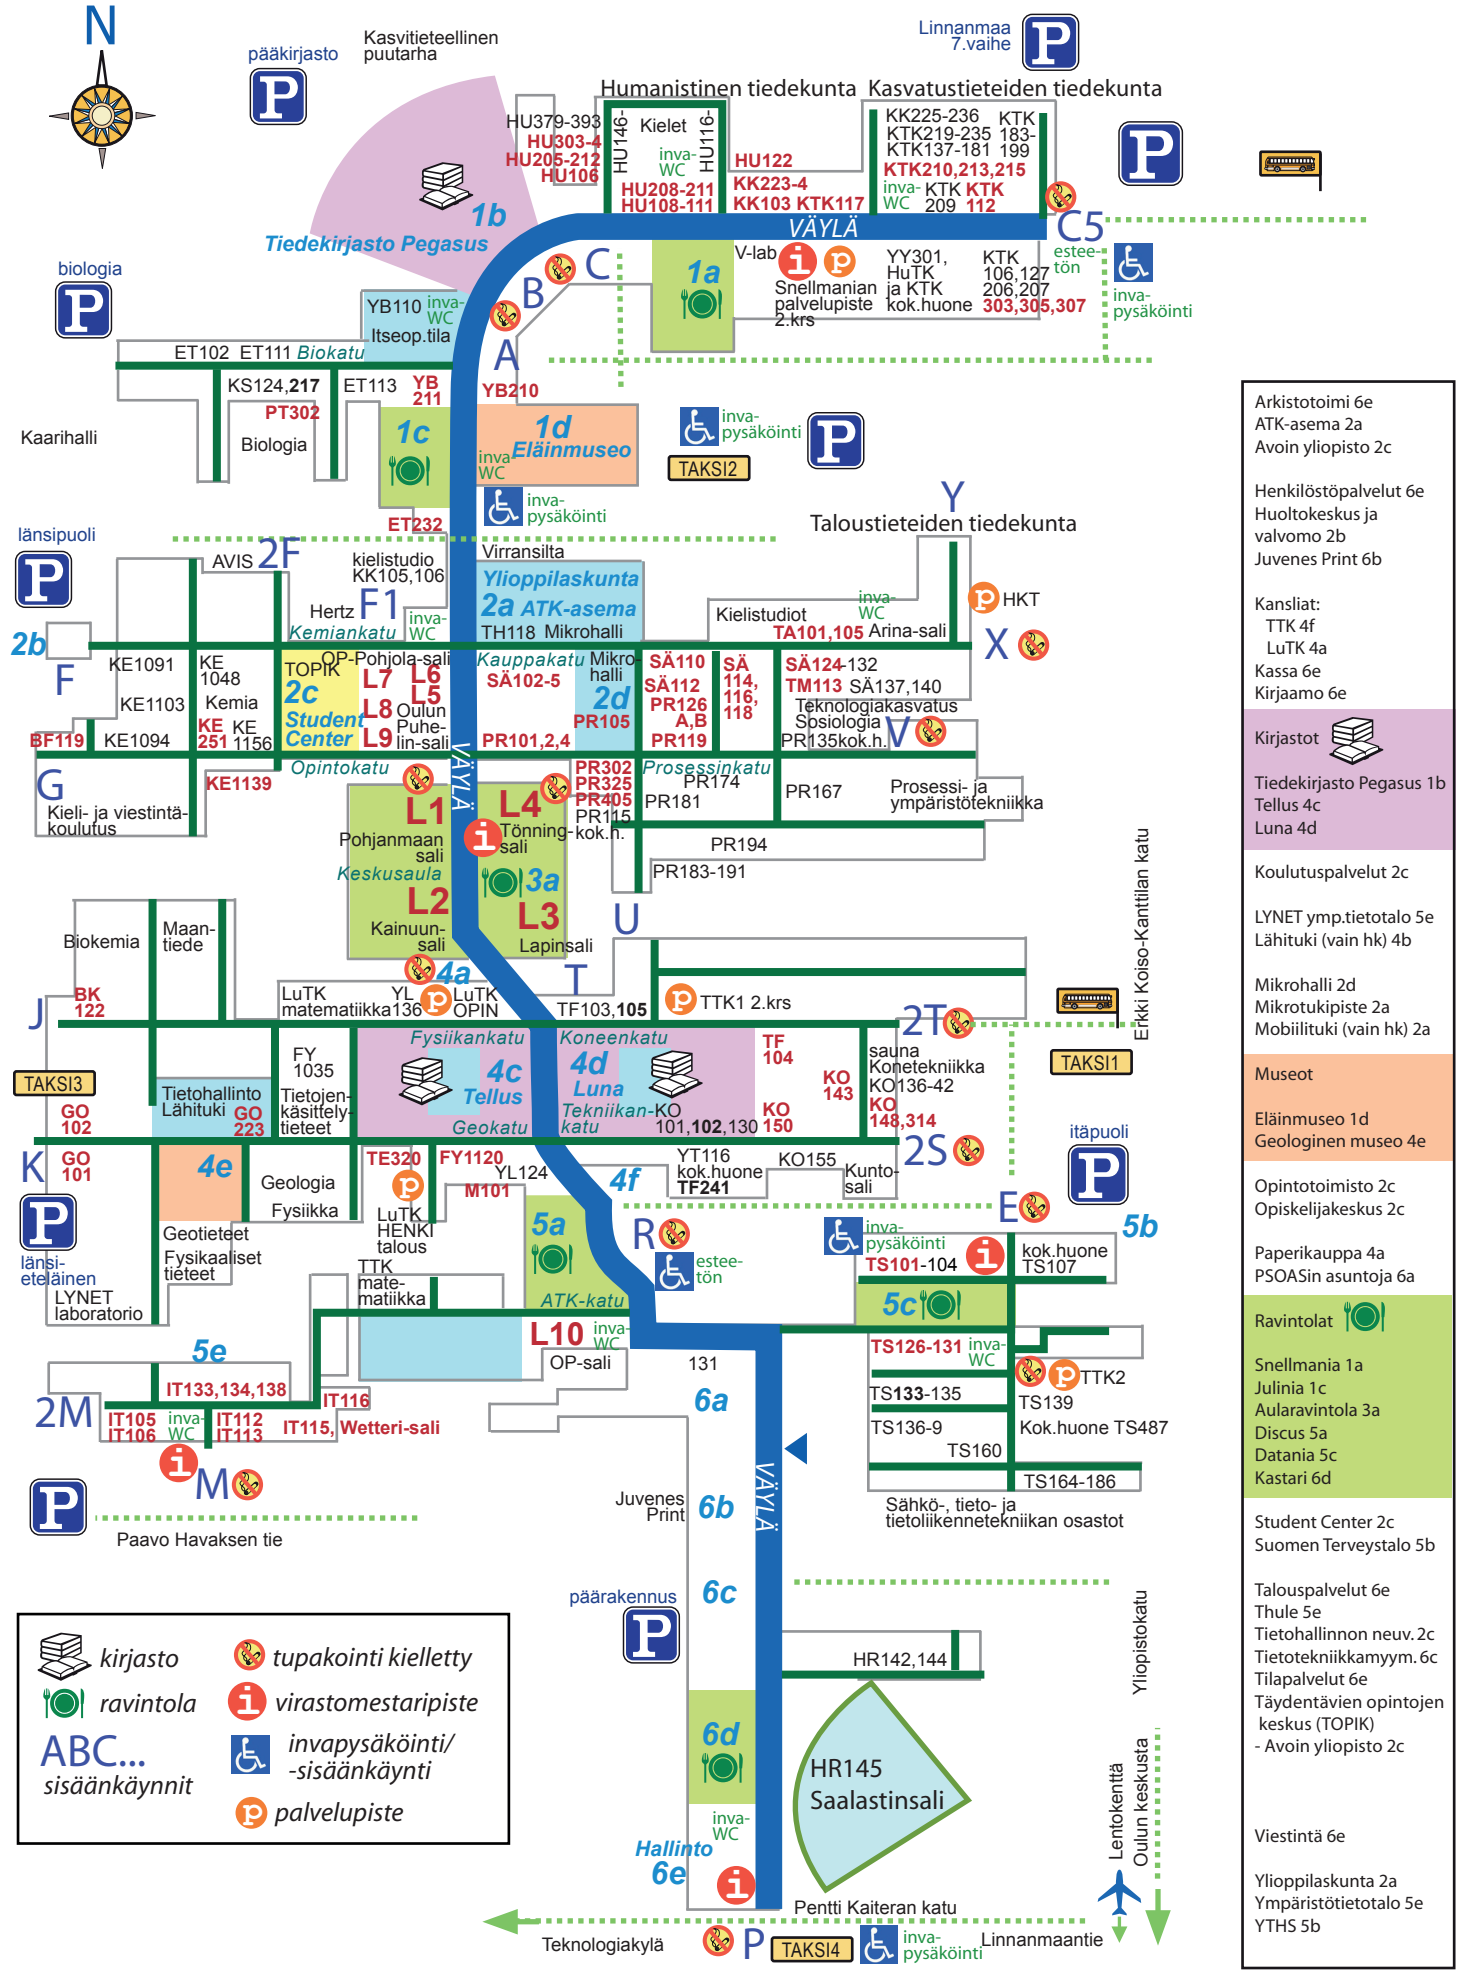 N
pääkirjasto
P
Kasvitieteellinen
puutarha
Linnanmaa
7.vaihe
P
Humanistinen tiedekunta
Kasvatustieteiden tiedekunta
HU379-393
HU303-4
HU205-212
HU106
HU146-
Kielet
HU116-
inva-
WC
HU208-211
HU108-111
HU122
KK223-4
KK103 KTK117
KK225-236
KTK219-235
KTK137-181
KTK
183-
199
KTK210,213,215
inva-
WC
KTK
209
KTK
112
P
1b
Tiedekirjasto Pegasus
VÄYLÄ
C5
estee-
tön
inva-
pysäköinti
biologia
P
C
B
A
1a
V-lab
i
p
Snellmanian
palvelupiste
2.krs
YY301,
HuTK
ja KTK
kok.huone
KTK
106,127
206,207
303,305,307
YB110
inva-
WC
Itseop.tila
ET102
ET111
Biokatu
KS124,217
ET113
YB
211
YB210
PT302
Kaarihalli
Biologia
1c
1d
Eläinmuseo
inva-
WC
inva-
pysäköinti
P
TAKSI2
inva-
pysäköinti
ET232
länsipuoli
P
AVIS
2F
kielistudio
KK105,106
Hertz
F1
inva-
WC
Kemiankatu
Virransilta
Ylioppilaskunta
2a ATK-asema
TH118 Mikrohalli
Y
Taloustieteiden tiedekunta
Kielistudiot
inva-
WC
TA101,105
Arina-sali
p
HKT
X
2b
F
KE1091
KE
1048
KE1103
Kemia
KE
251
KE
1156
BF119
KE1094
TOPIK
2c
Student
Center
OP-Pohjola-sali
L7
L6
L5
L8
L9
Oulun
Puhe-
lin-sali
Kauppakatu
SÄ102-5
Mikro-
halli
2d
PR105
PR101,2,4
SÄ110
SÄ112
PR126
A,B
PR119
SÄ
114,
116,
118
SÄ124-132
TM113
SÄ137,140
Teknologiakasvatus
Sosiologia
PR135kok.h.
V
G
Kieli- ja viestintä-
koulutus
KE1139
Opintokatu
VÄYLÄ
PR302
PR325
PR405
PR115
kok.h.
Prosessinkatu
PR174
PR181
PR167
Prosessi- ja
ympäristötekniikka
PR194
PR183-191
L1
Pohjanmaan
sali
Keskusaula
L2
Kainuun-
sali
L4
Tönning-
sali
i
3a
L3
Lapinsali
U
Erkki Koiso-Kanttilan katu
Biokemia
Maan-
tiede
BK
122
J
LuTK
matematiikka
YL
136
p
4a
LuTK
OPIN
T
TF103,105
p
TTK1 2.krs
2T
TAKSI1
TAKSI3
Fysiikankatu
Koneenkatu
FY
1035
Tietojen-
käsittely-
tieteet
Tietohallinto
Lähituki
GO
223
GO
102
GO
101
4c
Tellus
4d
Luna
Geokatu
Tekniikan-
katu
KO
101,102,130
TF
104
KO
150
KO
143
sauna
Konetekniikka
KO136-42
KO
148,314
2S
K
P
länsi-
eteläinen
4e
Geologia
Fysiikka
Geotieteet
Fysikaaliset
tieteet
LYNET
laboratorio
TE320
p
LuTK
HENKI
talous
FY1120
M101
YL124
4f
YT116
kok.huone
TF241
KO155
Kunto-
sali
itäpuoli
P
5b
E
R
estee-
tön
inva-
pysäköinti
TS101-104
i
kok.huone
TS107
5a
TTK
mate-
matiikka
ATK-katu
5c
L10
inva-
WC
OP-sali
131
TS126-131
inva-
WC
p
TTK2
TS133-135
TS139
TS136-9
Kok.huone TS487
TS160
TS164-186
Sähkö-, tieto- ja
tietoliikennetekniikan osastot
5e
IT133,134,138
2M
IT105
IT106
inva-
WC
IT112
IT113
IT116
IT115, Wetteri-sali
i
M
P
Paavo Havaksen tie
6a
Juvenes
Print
6b
VÄYLÄ
6c
päärakennus
P
HR142,144
Yliopistokatu
6d
HR145
Saalastinsali
inva-
WC
Hallinto
6e
i
Lentokenttä
Oulun keskusta
Pentti Kaiteran katu
Teknologiakylä
P
TAKSI4
inva-
pysäköinti
Linnanmaantie
kirjasto
ravintola
ABC...
sisäänkäynnit
tupakointi kielletty
i
virastomestaripiste
invapysäköinti/
-sisäänkäynti
p
palvelupiste
Arkistotoimi 6e
ATK-asema 2a
Avoin yliopisto 2c
Henkilöstöpalvelut 6e
Huoltokeskus ja
valvomo 2b
Juvenes Print 6b
Kansliat:
TTK 4f
LuTK 4a
Kassa 6e
Kirjaamo 6e
Kirjastot
Tiedekirjasto Pegasus 1b
Tellus 4c
Luna 4d
Koulutuspalvelut 2c
LYNET ymp.tietotalo 5e
Lähituki (vain hk) 4b
Mikrohalli 2d
Mikrotukipiste 2a
Mobiilituki (vain hk) 2a
Museot
Eläinmuseo 1d
Geologinen museo 4e
Opintotoimisto 2c
Opiskelijakeskus 2c
Paperikauppa 4a
PSOASin asuntoja 6a
Ravintolat
Snellmania 1a
Julinia 1c
Aularavintola 3a
Discus 5a
Datania 5c
Kastari 6d
Student Center 2c
Suomen Terveystalo 5b
Talouspalvelut 6e
Thule 5e
Tietohallinnon neuv. 2c
Tietotekniikkamyym. 6c
Tilapalvelut 6e
Täydentävien opintojen
keskus (TOPIK)
- Avoin yliopisto 2c
Viestintä 6e
Ylioppilaskunta 2a
Ympäristötietotalo 5e
YTHS 5b